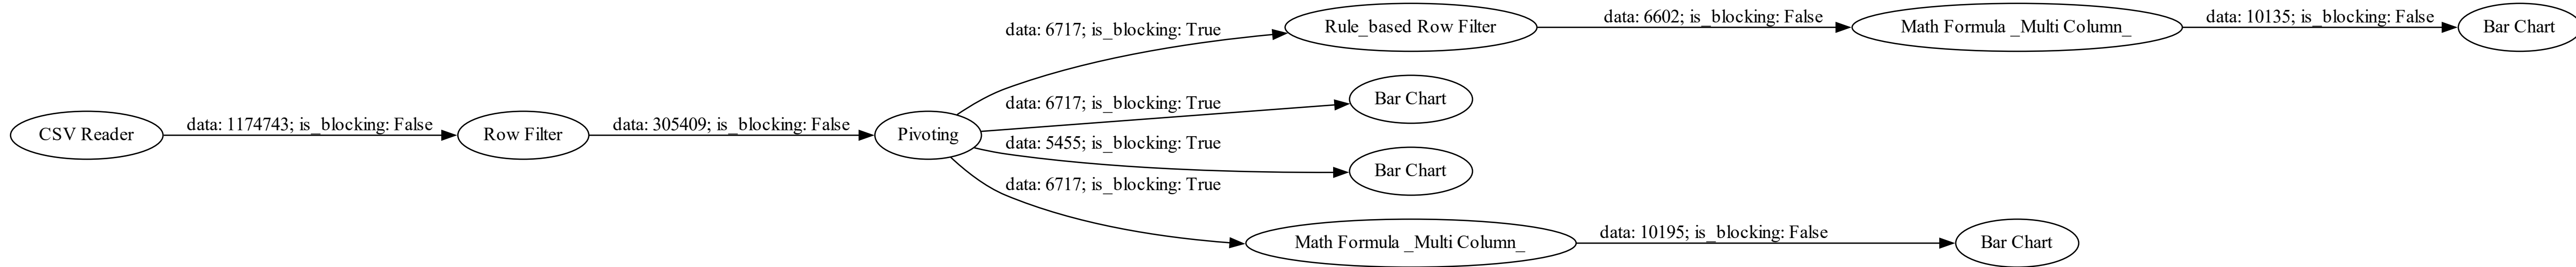 data: 6717; is_blocking: True
Rule_based Row Filter
data: 6602; is_blocking: False
Math Formula _Multi Column_
data: 10135; is_blocking: False
Bar Chart
CSV Reader
data: 1174743; is_blocking: False
Row Filter
data: 305409; is_blocking: False
Pivoting
data: 6717; is_blocking: True
Bar Chart
data: 5455; is_blocking: True
Bar Chart
data: 6717; is_blocking: True
Math Formula _Multi Column_
data: 10195; is_blocking: False
Bar Chart